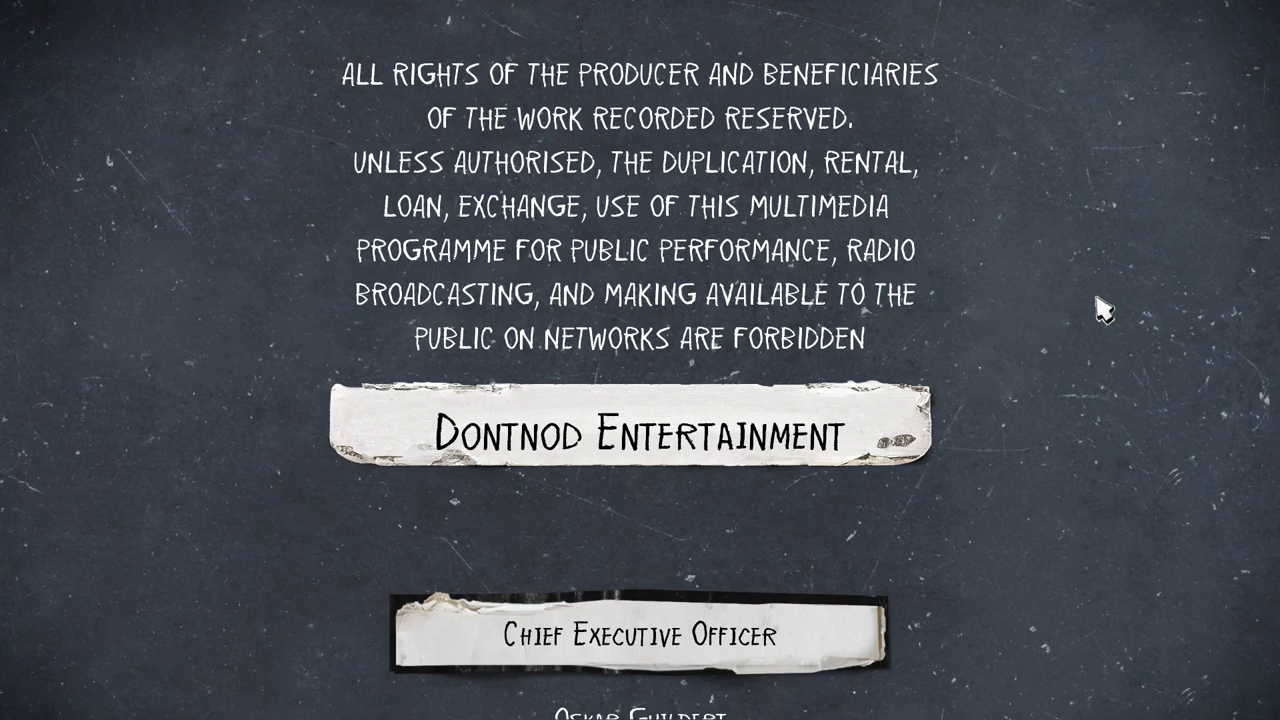 ALL RIGHTS OF THE PRODUCER AND BENEFICIARIES
OF THE WORK RECORDED RESERVED.
UNLESS AUTHORISED, THE DUPLICATION, RENTAL,
LOAN, EXCHANGE, USE OF THIS MULTIMEDIA
PROGRAMME FOR PUBLIC PERFORMANCE, RADIO
BROADCASTING, AND MAKING AVAILABLE TO THE
PUBLIC ON NETWORKS ARE FORBIDDEN
DONTNOD ENTERTAINMENT
CHIEF EXECUTIVE OFFICER
OSKAR GUILBERT